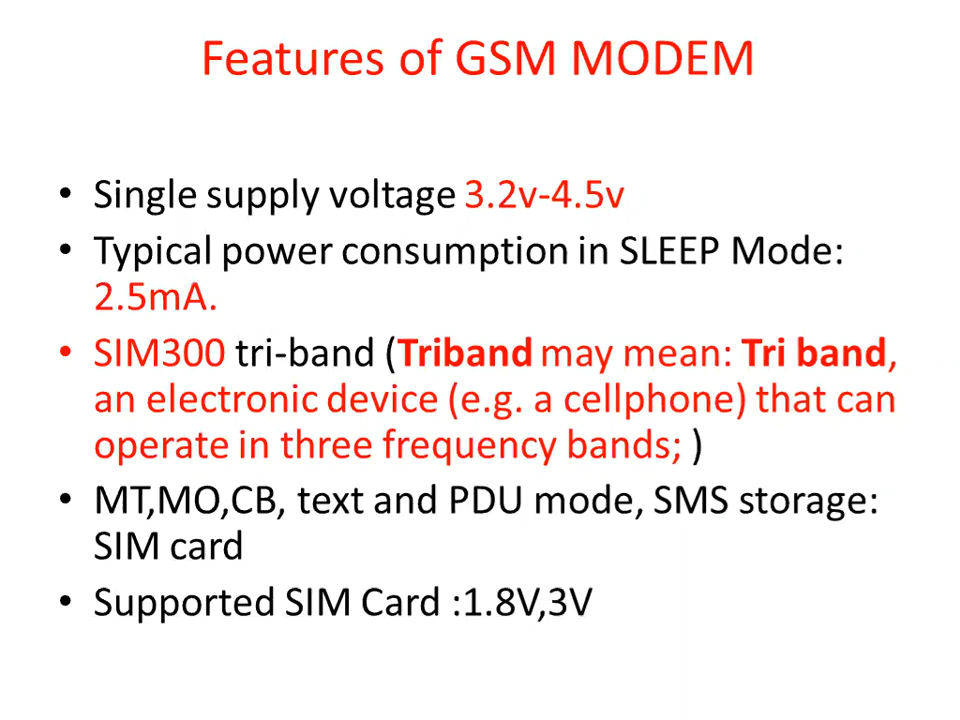 Features of GSM MODEM
• Single supply voltage 3.2v-4.5v
• Typical power consumption in SLEEP Mode:
2.5mA.
• SIM300 tri-band (Triband may mean: Tri band,
an electronic device (e.g. a cellphone) that can
operate in three frequency bands; )
• MT,MO,CB, text and PDU mode, SMS storage:
SIM card
• Supported SIM Card :1.8V,3V